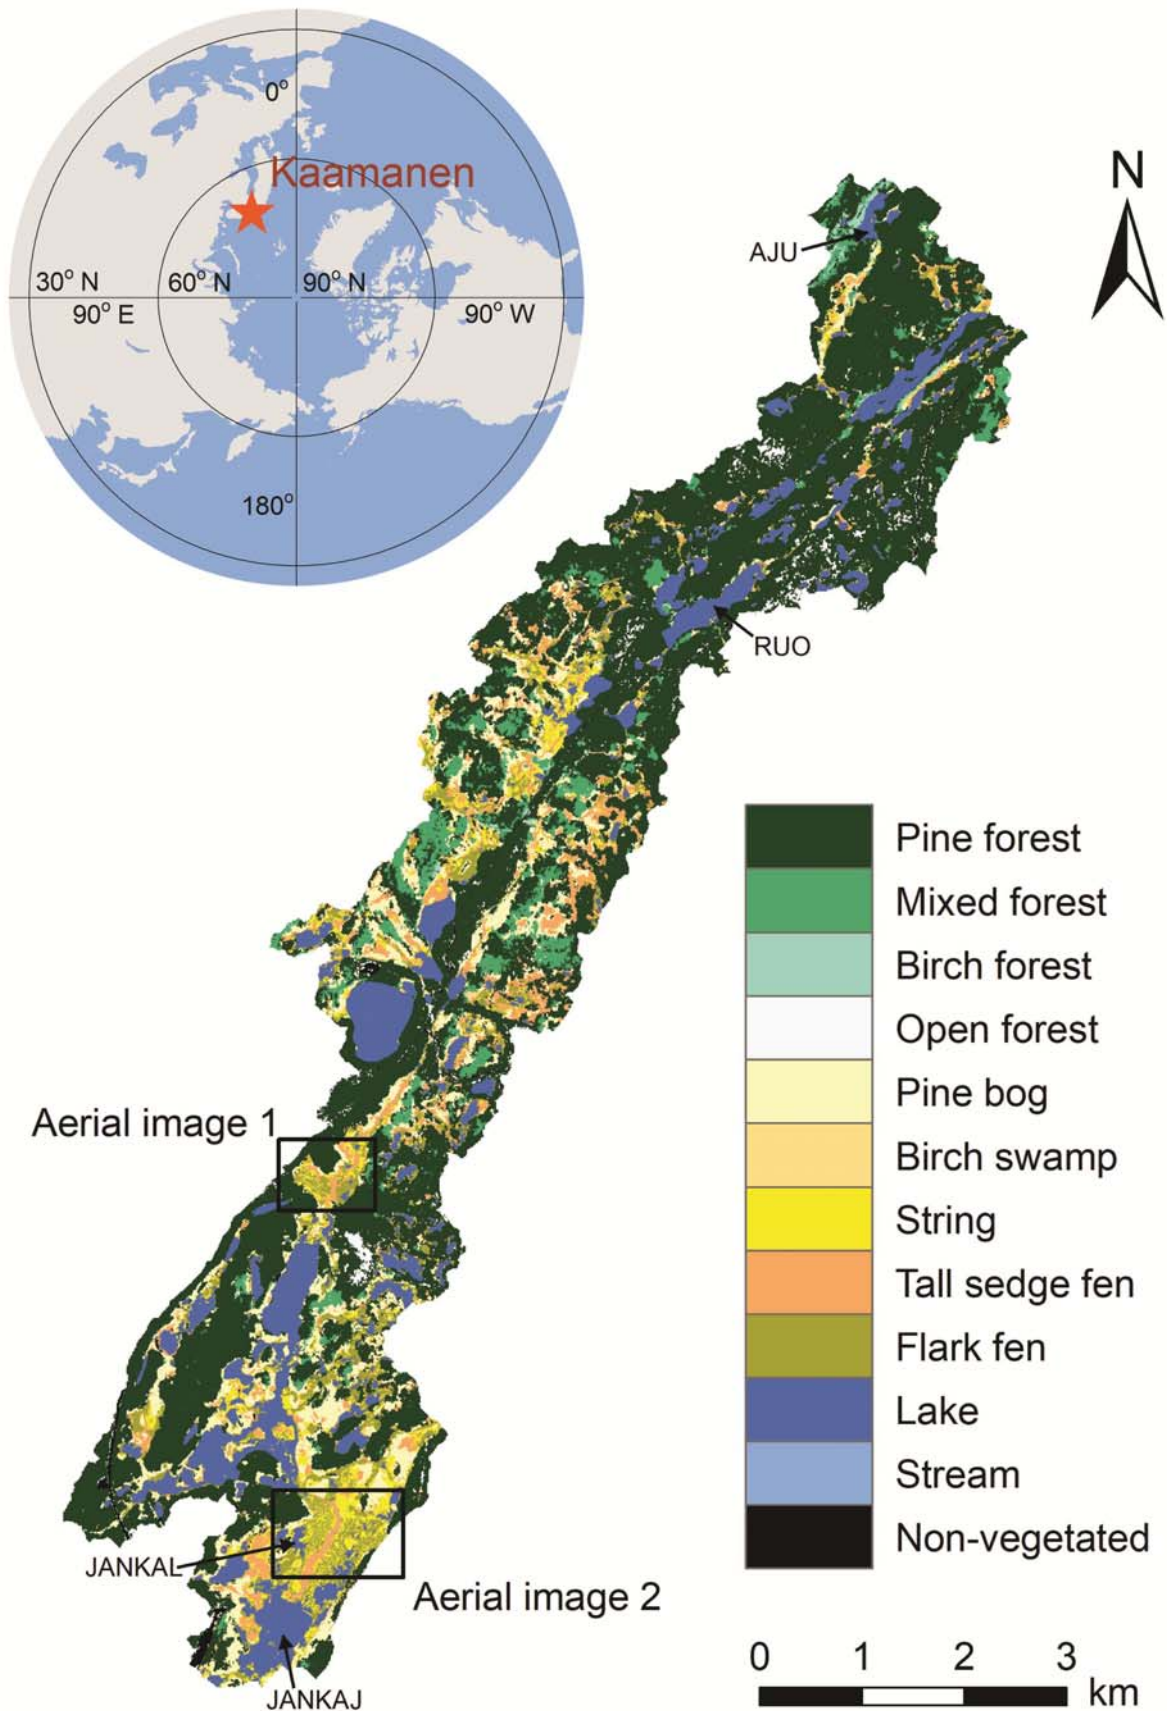 0°
Kaamanen
30° N
60° N
90° N
90° E
90° W
180°
N
AJU
RUO
Aerial image 1
JANKAL
Aerial image 2
JANKAJ
Pine forest
Mixed forest
Birch forest
Open forest
Pine bog
Birch swamp
String
Tall sedge fen
Flark fen
Lake
Stream
Non-vegetated
0 1 2 3
km